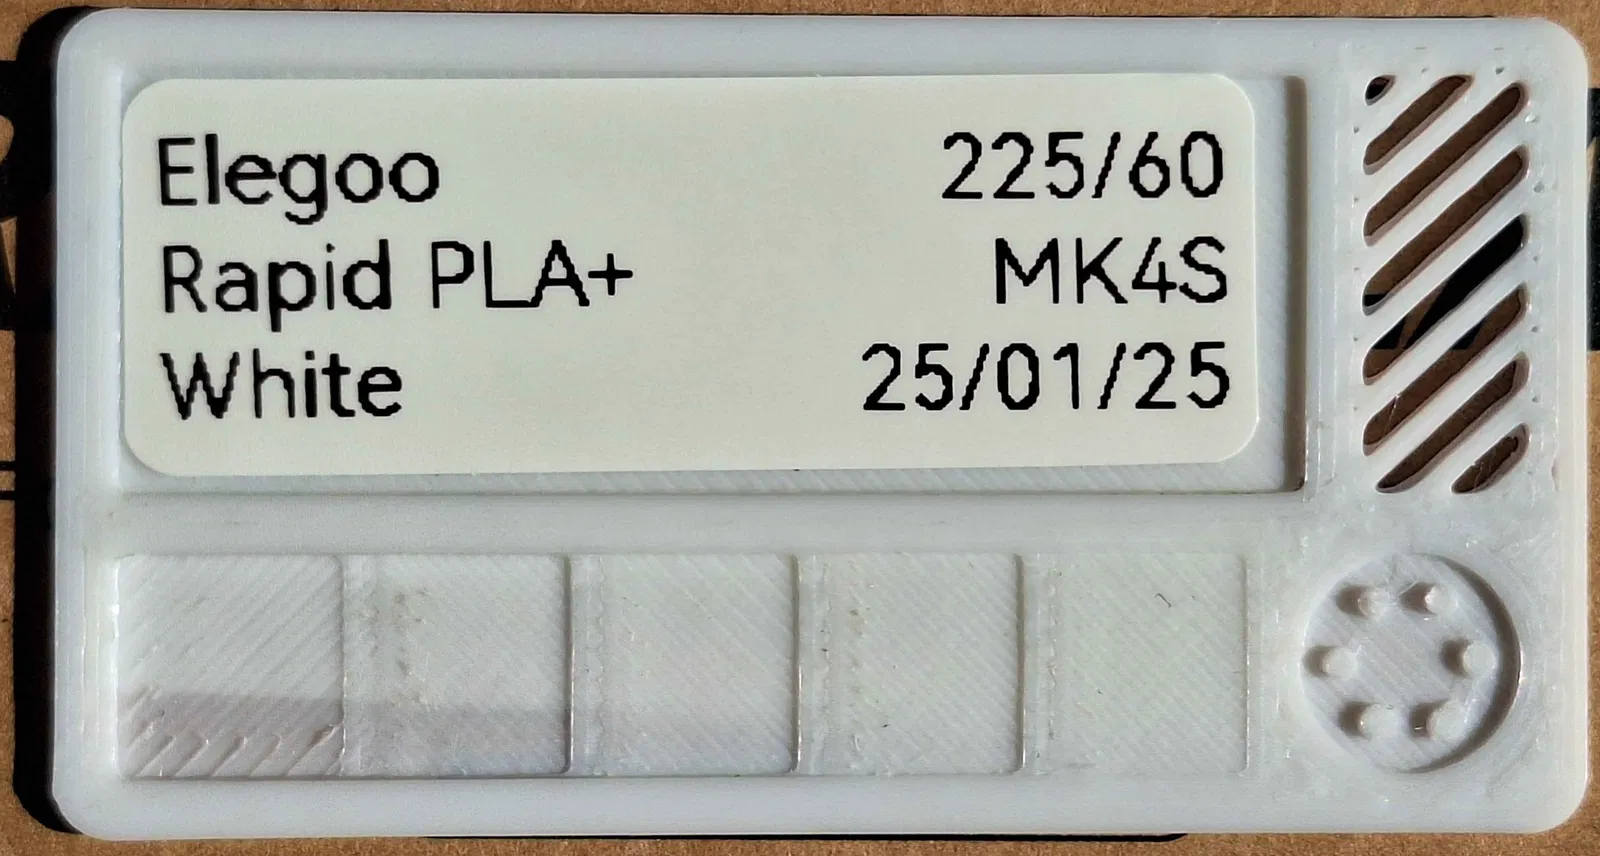 Elegoo 225/60
Rapid PLA+ MK4S
White 25/01/25